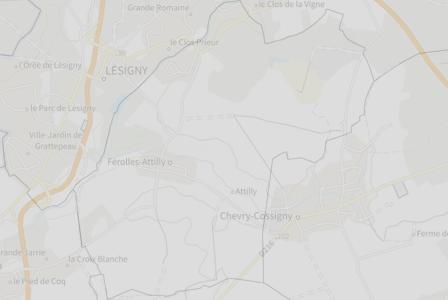 Grande Romaine
le Clos de la Vigne
le Clos Prieur
l'Orée de Lésigny
LÉSIGNY
le Parc de Lésigny
Ville Jardin de
Grattepeau
Férolles-Attilly
Attilly
Chevry-Cossigny
D216
la Croix Blanche
le Pied de Coq
Ferme de